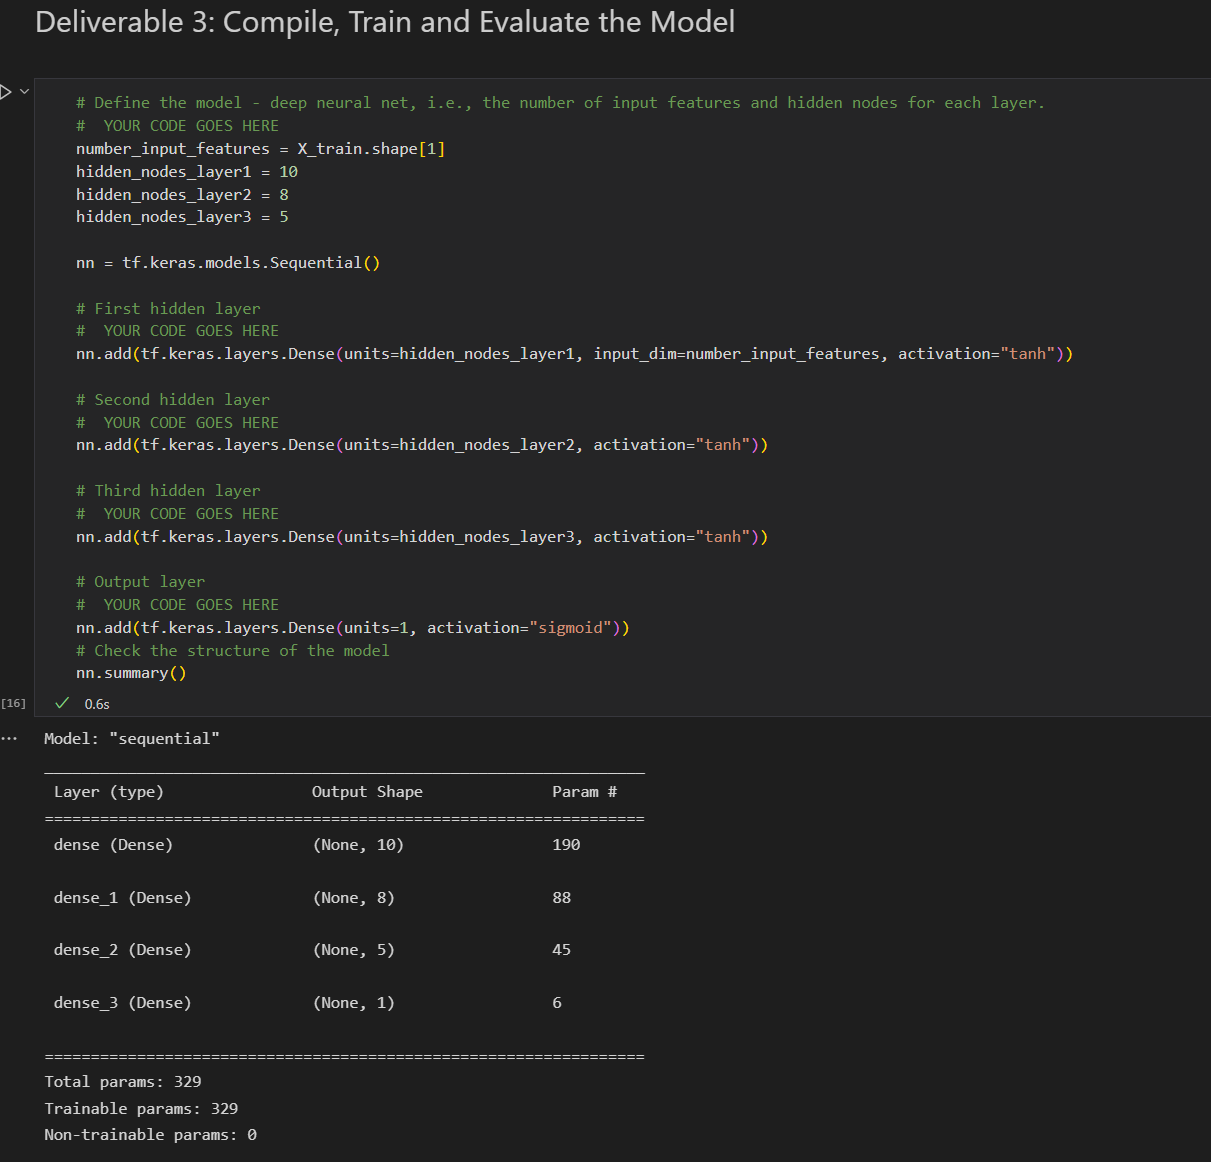 Deliverable 3: Compile, Train and Evaluate the Model
# Define the model - deep neural net, i.e., the number of input features and hidden nodes for each layer.
#  YOUR CODE GOES HERE
number_input_features = X_train.shape[1]
hidden_nodes_layer1 = 10
hidden_nodes_layer2 = 8
hidden_nodes_layer3 = 5
nn = tf.keras.models.Sequential()
# First hidden layer
#  YOUR CODE GOES HERE
nn.add(tf.keras.layers.Dense(units=hidden_nodes_layer1, input_dim=number_input_features, activation="tanh"))
# Second hidden layer
#  YOUR CODE GOES HERE
nn.add(tf.keras.layers.Dense(units=hidden_nodes_layer2, activation="tanh"))
# Third hidden layer
#  YOUR CODE GOES HERE
nn.add(tf.keras.layers.Dense(units=hidden_nodes_layer3, activation="tanh"))
# Output layer
#  YOUR CODE GOES HERE
nn.add(tf.keras.layers.Dense(units=1, activation="sigmoid"))
# Check the structure of the model
nn.summary()
[16] ✓ 0.6s
... Model: "sequential"
_________________________________________________________________
Layer (type) Output Shape Param #
=================================================================
dense (Dense) (None, 10) 190
dense_1 (Dense) (None, 8) 88
dense_2 (Dense) (None, 5) 45
dense_3 (Dense) (None, 1) 6
=================================================================
Total params: 329
Trainable params: 329
Non-trainable params: 0